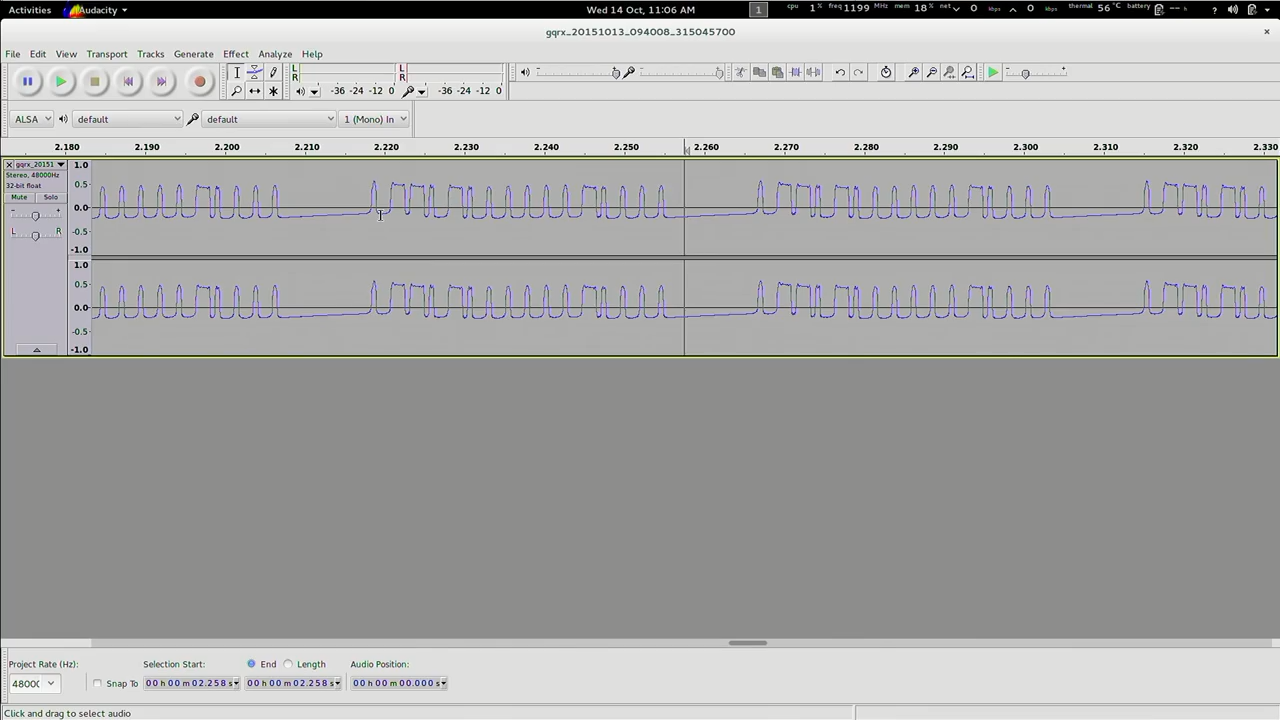 Activities Audacity Wed 14 Oct, 11:06 AM 1 cpu 1% freq 1199 MHz mem 18% net 0 kbps 0 kbps thermal 56 °C battery
gqrx_20151013_094008_315045700 ×
File Edit View Transport Tracks Generate Effect Analyze Help
L R L R
-36 -24 -12 0 -36 -24 -12 0
ALSA default default 1 (Mono) In
2.180 2.190 2.200 2.210 2.220 2.230 2.240 2.250 2.260 2.270 2.280 2.290 2.300 2.310 2.320 2.330
gqrx_20151 1.0
Stereo, 48000Hz
32-bit float 0.5
Mute Solo
- + 0.0
L R -0.5
-1.0
1.0
0.5
0.0
-0.5
-1.0
Project Rate (Hz): Selection Start: End Length Audio Position:
4800 Snap To 00 h 00 m 02.258 s 00 h 00 m 02.258 s 00 h 00 m 00.000 s
Click and drag to select audio